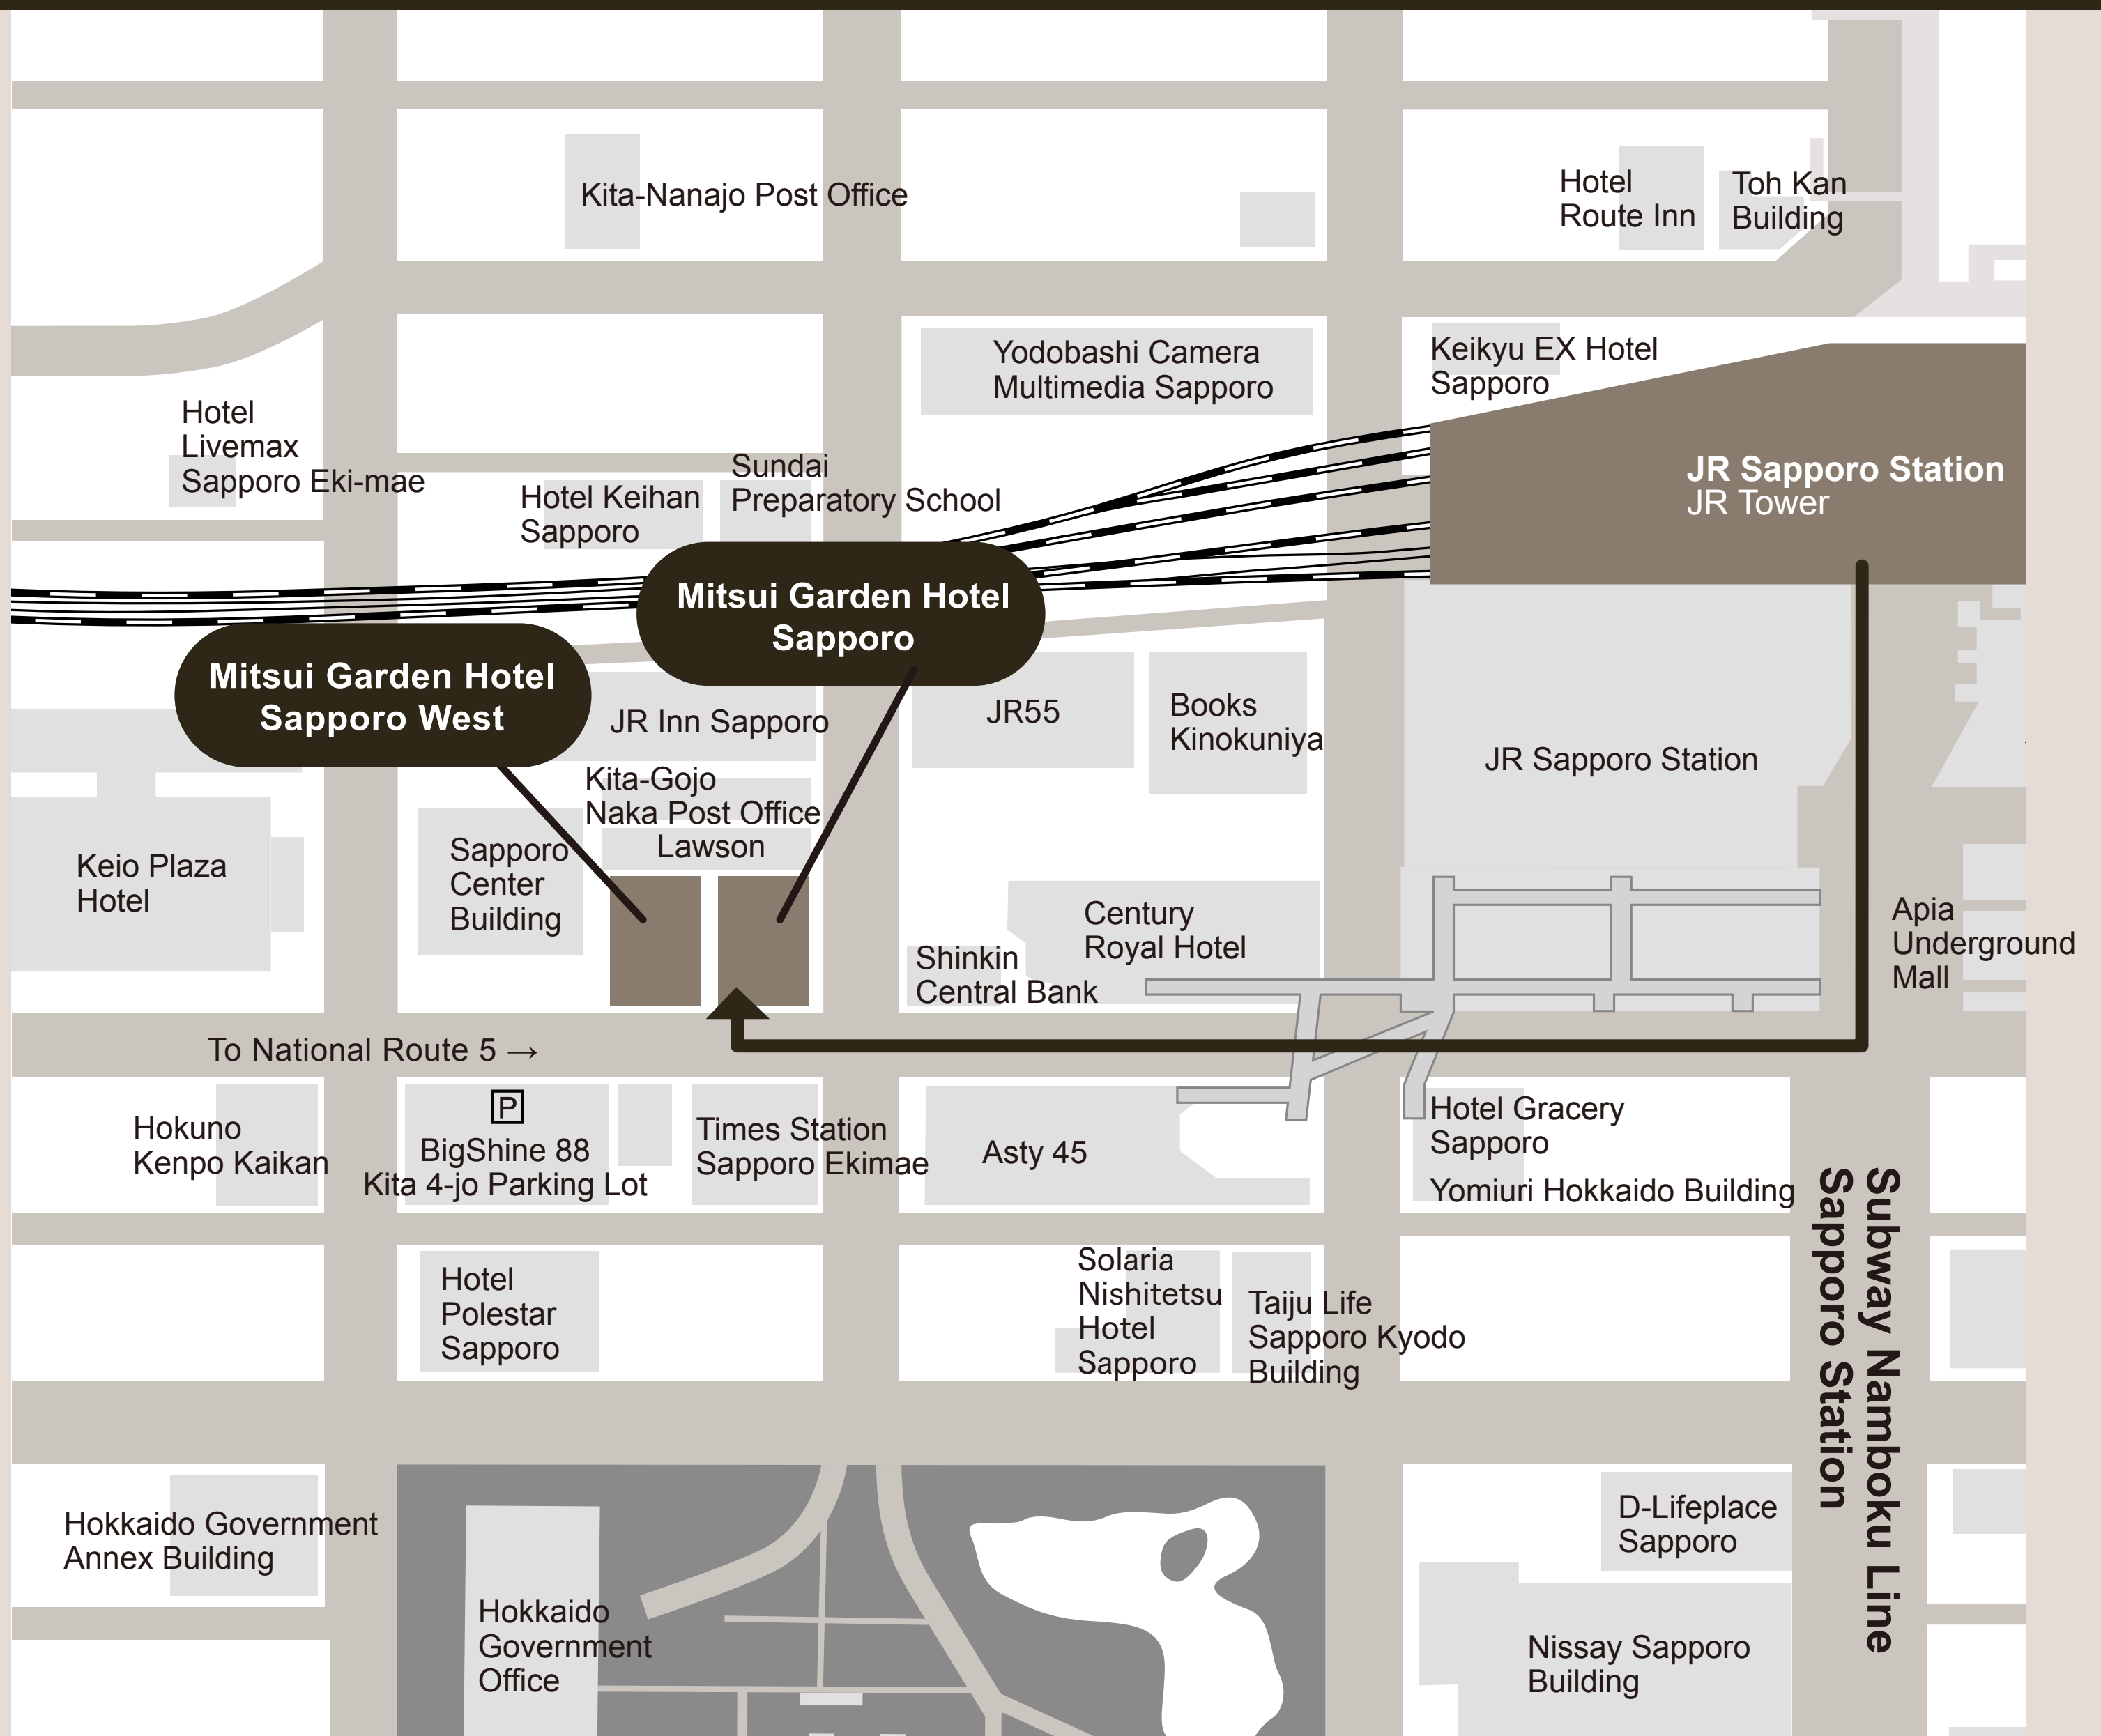 Kita-Nanajo Post Office
Hotel
Route Inn
Toh Kan
Building
Yodobashi Camera
Multimedia Sapporo
Keikyu EX Hotel
Sapporo
Hotel
Livemax
Sapporo Eki-mae
Hotel Keihan
Sapporo
Sundai
Preparatory School
JR Sapporo Station
JR Tower
Mitsui Garden Hotel
Sapporo
Mitsui Garden Hotel
Sapporo West
JR Inn Sapporo
JR55
Books
Kinokuniya
JR Sapporo Station
Kita-Gojo
Naka Post Office
Lawson
Keio Plaza
Hotel
Sapporo
Center
Building
Century
Royal Hotel
Shinkin
Central Bank
Apia
Underground
Mall
To National Route 5 →
Hokuno
Kenpo Kaikan
P
BigShine 88
Kita 4-jo Parking Lot
Times Station
Sapporo Ekimae
Asty 45
Hotel Gracery
Sapporo
Yomiuri Hokkaido Building
Subway Namboku Line
Sapporo Station
Hotel
Polestar
Sapporo
Solaria
Nishitetsu
Hotel
Sapporo
Taiju Life
Sapporo Kyodo
Building
Hokkaido Government
Annex Building
Hokkaido
Government
Office
D-Lifeplace
Sapporo
Nissay Sapporo
Building